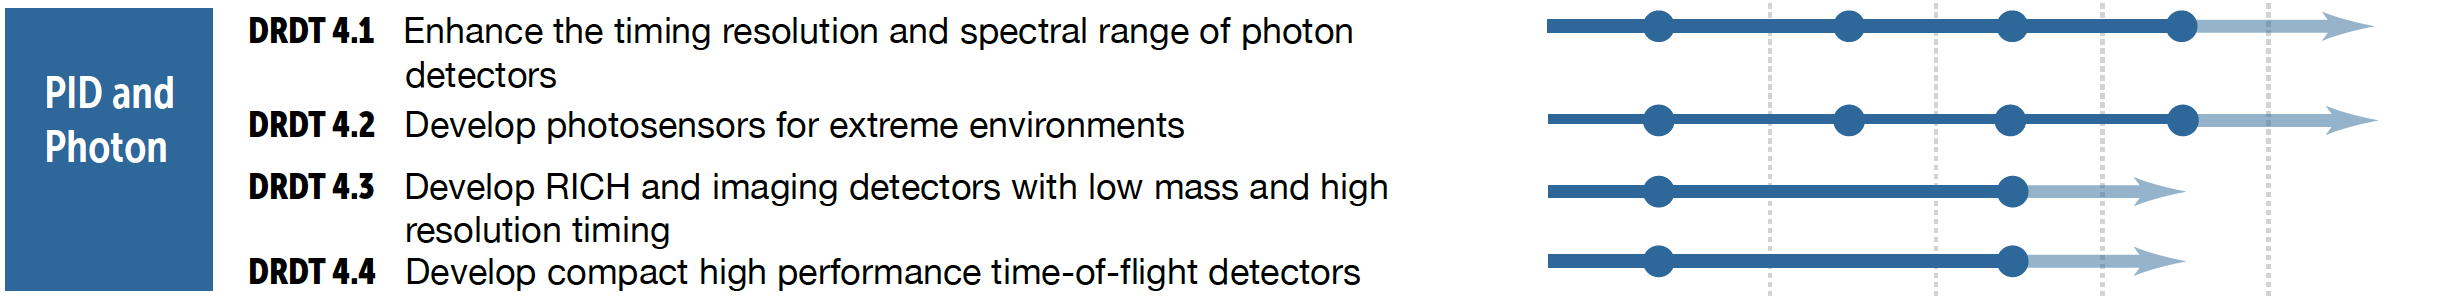 PID and
Photon
DRDT 4.1 Enhance the timing resolution and spectral range of photon
detectors
DRDT 4.2 Develop photosensors for extreme environments
DRDT 4.3 Develop RICH and imaging detectors with low mass and high
resolution timing
DRDT 4.4 Develop compact high performance time-of-flight detectors